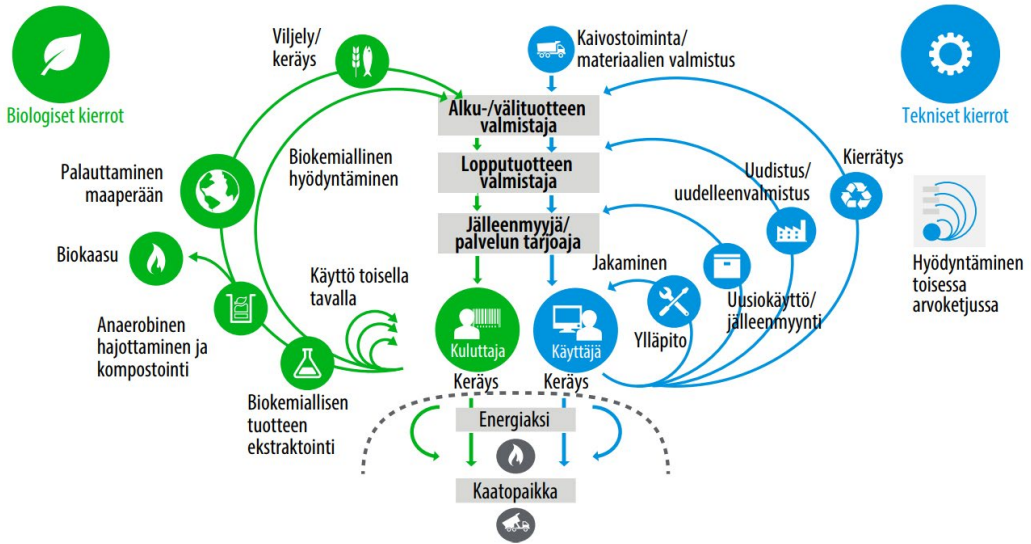 Biologiset kierrot
Viljely/
keräys
Palauttaminen
maaperään
Biokemiallinen
hyödyntäminen
Biokaasu
Käyttö toisella
tavalla
Anaerobinen
hajottaminen ja
kompostointi
Biokemiallisen
tuotteen
ekstraktointi
Kaivostoiminta/
materiaalien valmistus
Alku-/välituotteen
valmistaja
Lopputuotteen
valmistaja
Jälleenmyyjä/
palvelun tarjoaja
Kuluttaja
Käyttäjä
Keräys
Keräys
Energiaksi
Kaatopaikka
Jakaminen
Ylläpito
Uusiokäyttö/
jälleenmyynti
Uudistus/
uudelleenvalmistus
Kierrätys
Tekniset kierrot
Hyödyntäminen
toisessa
arvoketjussa